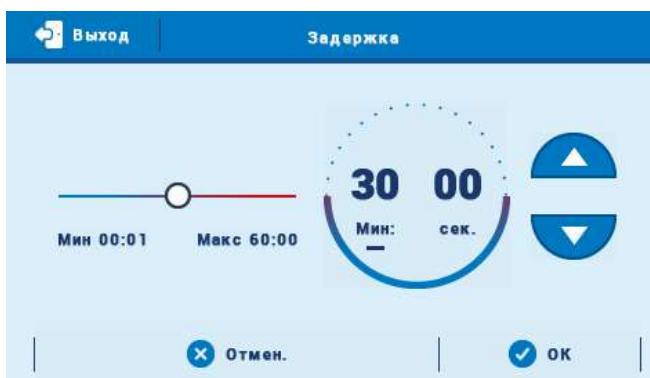 Выход
Задержка
30 00
Мин: сек.
Мин 00:01 Макс 60:00
Отмен.
ОК